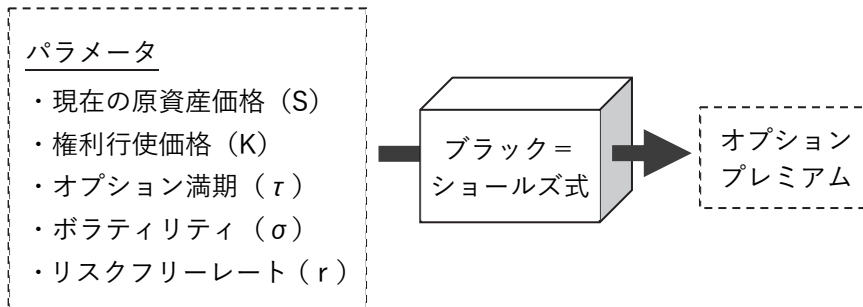 パラメータ
・現在の原資産価格（S）
・権利行使価格（K）
・オプション満期（τ）
・ボラティリティ（σ）
・リスクフリーレート（r）
ブラック＝
ショールズ式
オプション
プレミアム